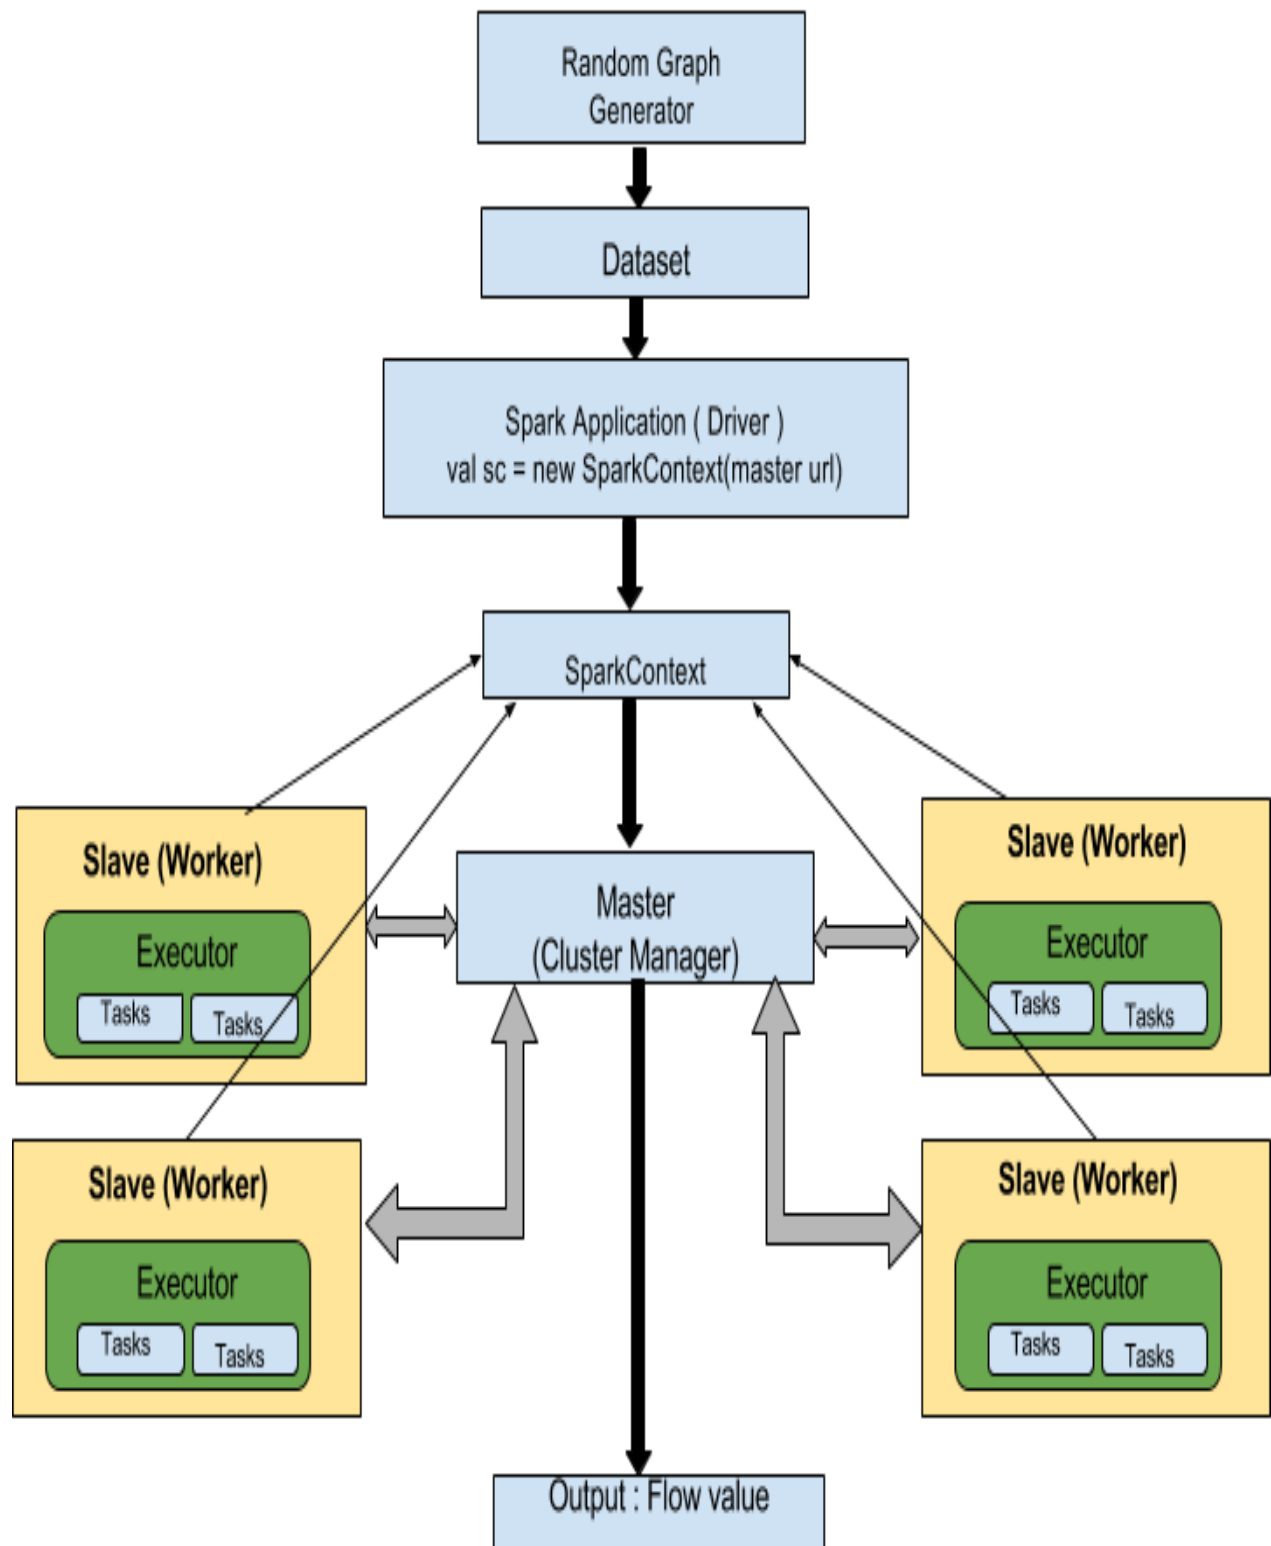 Random Graph
Generator
Dataset
Spark Application ( Driver )
val sc = new SparkContext(master url)
SparkContext
Slave (Worker)
Executor
Tasks
Tasks
Master
(Cluster Manager)
Slave (Worker)
Executor
Tasks
Tasks
Slave (Worker)
Executor
Tasks
Tasks
Slave (Worker)
Executor
Tasks
Tasks
Output : Flow value